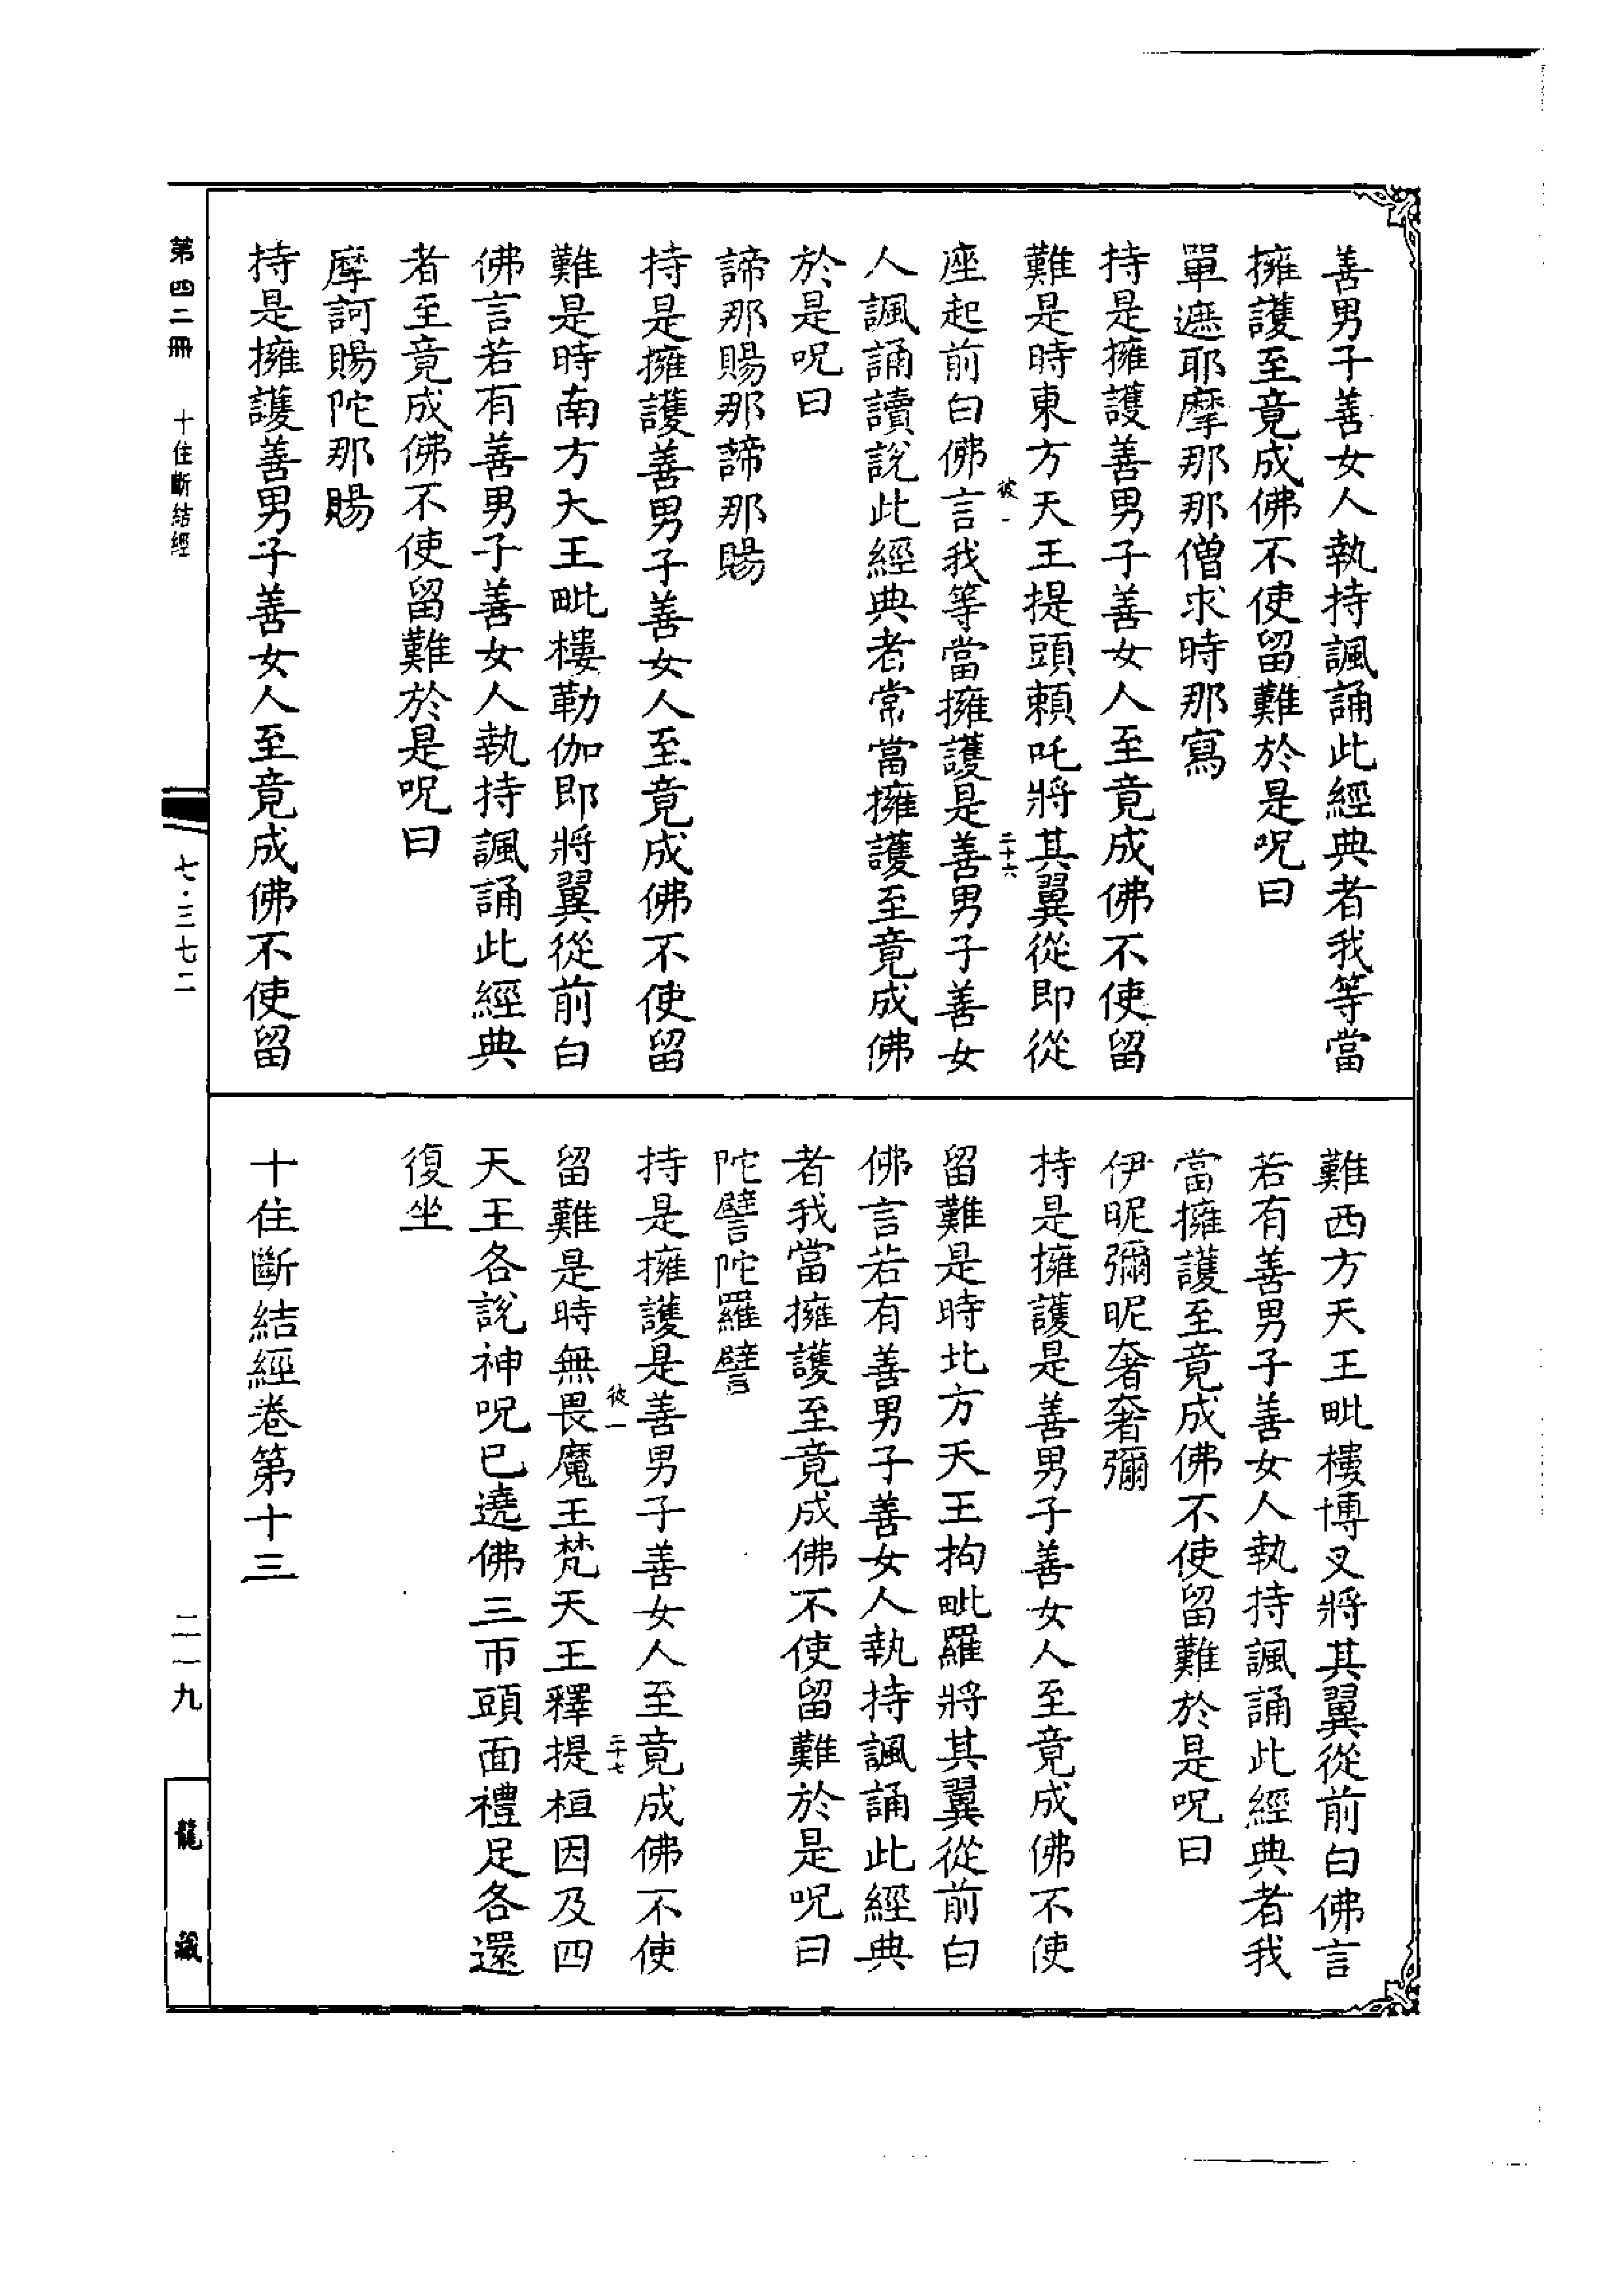 善男子善女人執持諷誦此經典者我等當
擁護至竟成佛不使留難於是呪曰
單遮耶摩那那僧求時那寫
持是擁護善男子善女人至竟成佛不使留
難是時東方天王提頭賴吒將其翼從即從
彼一
二十六
座起前白佛言我等當擁護是善男子善女
人諷誦讀說此經典者常當擁護至竟成佛
於是呪曰
諦那賜那諦那賜
持是擁護善男子善女人至竟成佛不使留
難是時南方天王毗樓勒伽即將翼從前白
佛言若有善男子善女人執持諷誦此經典
者至竟成佛不使留難於是呪曰
摩訶賜陀那賜
持是擁護善男子善女人至竟成佛不使留
難西方天王毗樓博叉將其翼從前白佛言
若有善男子善女人執持諷誦此經典者我
當擁護至竟成佛不使留難於是呪曰
伊昵彌昵奢奢彌
持是擁護是善男子善女人至竟成佛不使
留難是時北方天王拘毗羅將其翼從前白
佛言若有善男子善女人執持諷誦此經典
者我當擁護至竟成佛不使留難於是呪曰
陀譬陀羅譬
持是擁護是善男子善女人至竟成佛不使
彼一
二十七
留難是時無畏魔王梵天王釋提桓因及四
天王各說神呪已遶佛三帀頭面禮足各還
復坐
十住斷結經卷第十三
第四二冊
十住斷結經
七·三七二
二一九
龍藏